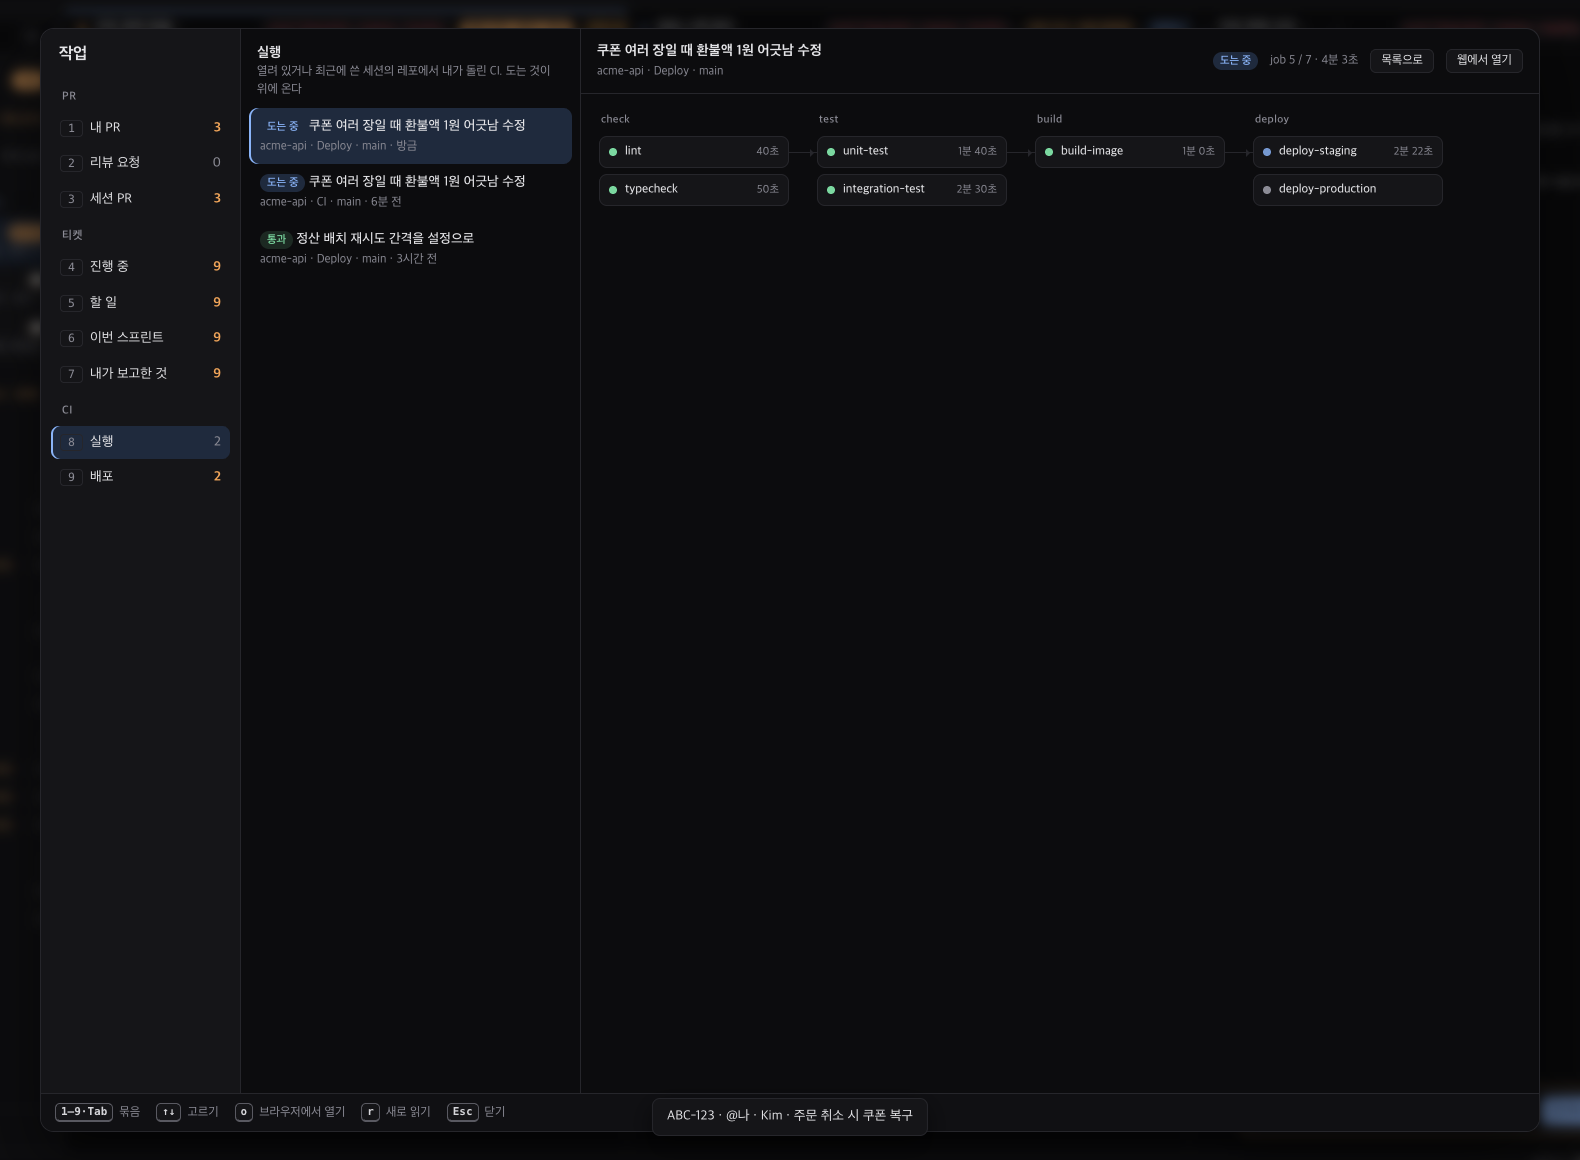 작업
PR
1 내 PR 3
2 리뷰 요청 0
3 세션 PR 3
티켓
4 진행 중 9
5 할 일 9
6 이번 스프린트 9
7 내가 보고한 것 9
CI
8 실행 2
9 배포 2
실행
열려 있거나 최근에 쓴 세션의 레포에서 내가 돌린 CI. 도는 것이
위에 온다
도는 중 쿠폰 여러 장일 때 환불액 1원 어긋남 수정
acme-api · Deploy · main · 방금
도는 중 쿠폰 여러 장일 때 환불액 1원 어긋남 수정
acme-api · CI · main · 6분 전
통과 정산 배치 재시도 간격을 설정으로
acme-api · Deploy · main · 3시간 전
쿠폰 여러 장일 때 환불액 1원 어긋남 수정
acme-api · Deploy · main
도는 중 job 5 / 7 · 4분 3초 목록으로 웹에서 열기
check test build deploy
lint 40초 unit-test 1분 40초 build-image 1분 0초 deploy-staging 2분 22초
typecheck 50초 integration-test 2분 30초 deploy-production
1–9·Tab 묶음 ↑↓ 고르기 o 브라우저에서 열기 r 새로 읽기 Esc 닫기
ABC-123 · @나 · Kim · 주문 취소 시 쿠폰 복구